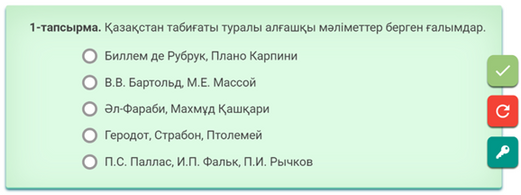 1-тапсырма. Қазақстан табиғаты туралы алғашқы мәліметтер берген ғалымдар.
Биллем де Рубрук, Плано Карпини
В.В. Бартольд, М.Е. Массой
Әл-Фараби, Махмұд Қашқари
Геродот, Страбон, Птолемей
П.С. Паллас, И.П. Фальк, П.И. Рычков